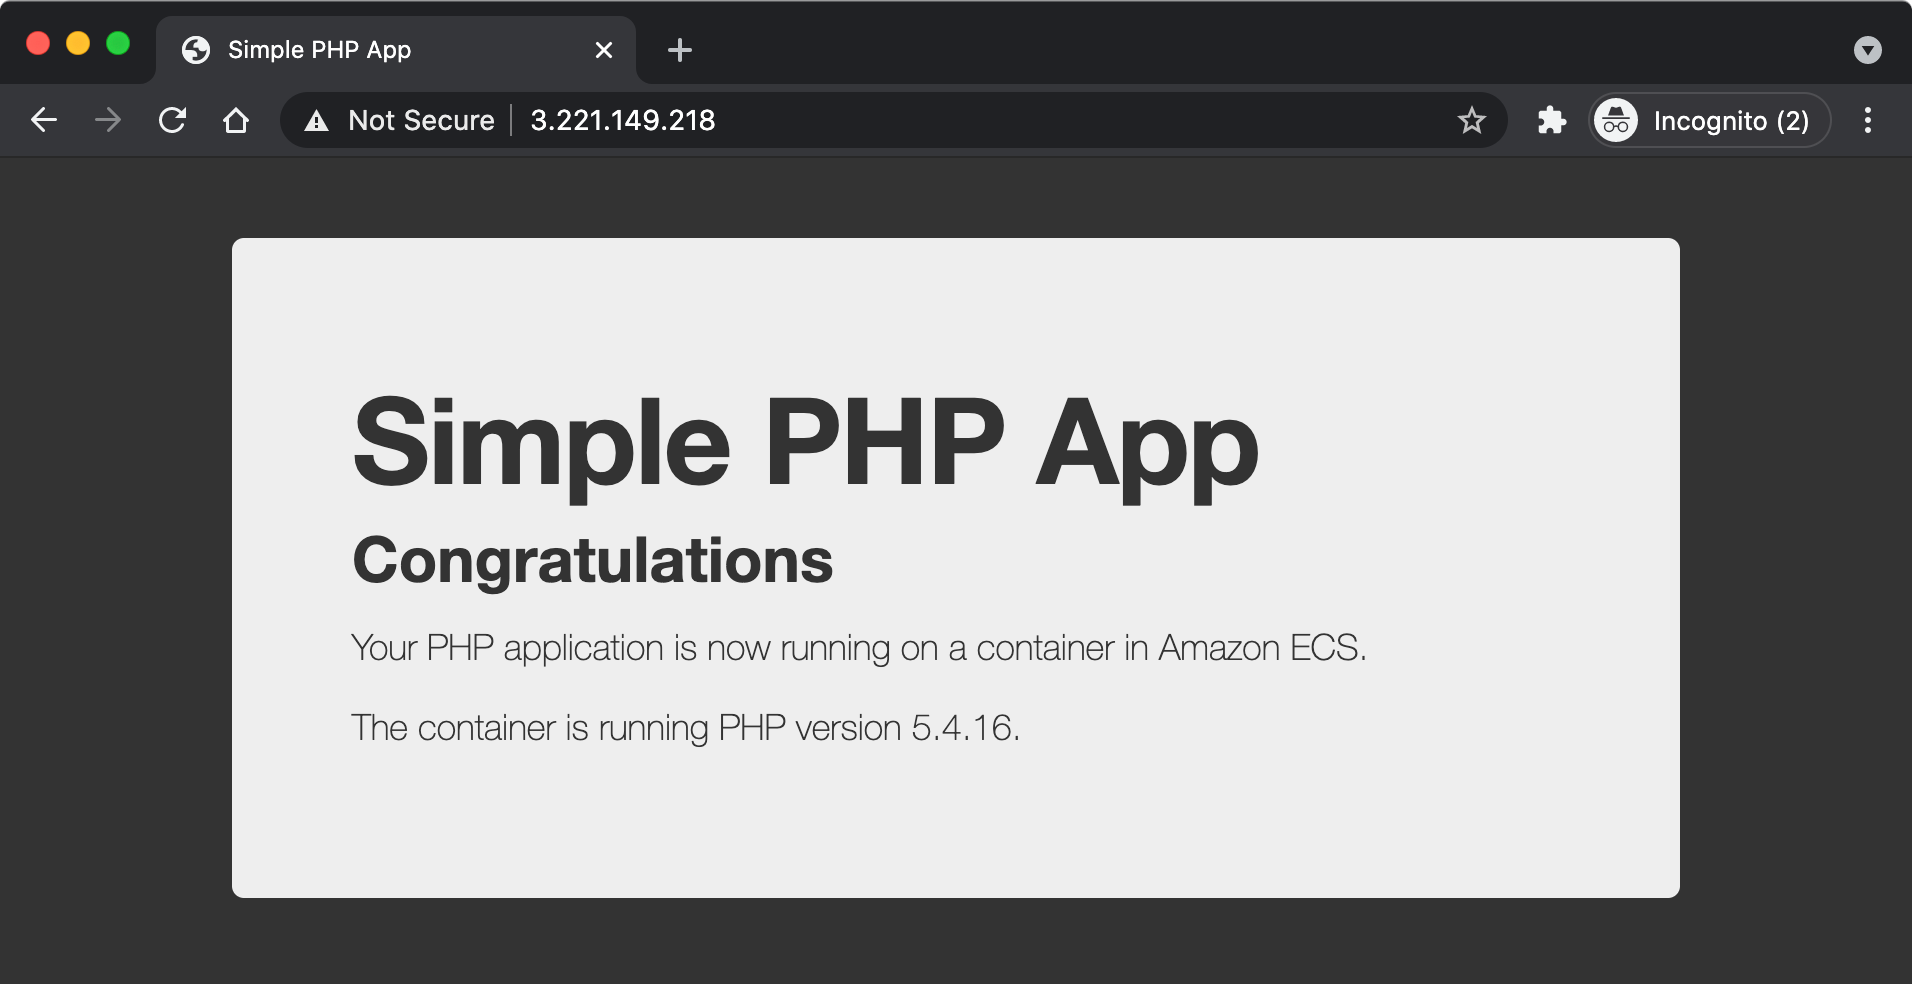 Simple PHP App
Not Secure 3.221.149.218
Incognito (2)
Simple PHP App
Congratulations
Your PHP application is now running on a container in Amazon ECS.
The container is running PHP version 5.4.16.